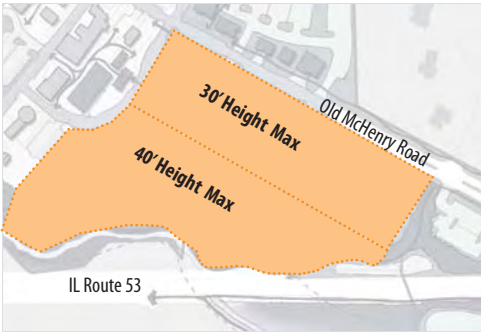 30' Height Max
Old McHenry Road
40' Height Max
IL Route 53